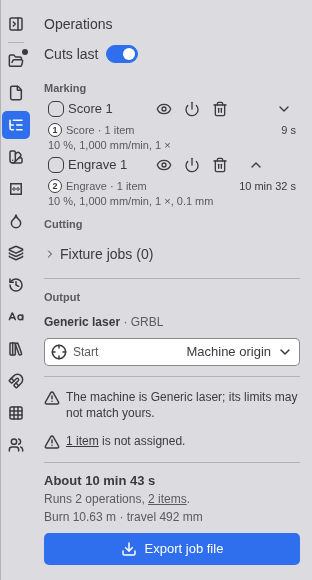 Operations
Cuts last
Marking
Score 1
1 Score · 1 item 9 s
10 %, 1,000 mm/min, 1 ×
Engrave 1
2 Engrave · 1 item 10 min 32 s
10 %, 1,000 mm/min, 1 ×, 0.1 mm
Cutting
Fixture jobs (0)
Output
Generic laser · GRBL
Start Machine origin
The machine is Generic laser; its limits may
not match yours.
1 item is not assigned.
About 10 min 43 s
Runs 2 operations, 2 items.
Burn 10.63 m · travel 492 mm
Export job file
Aa